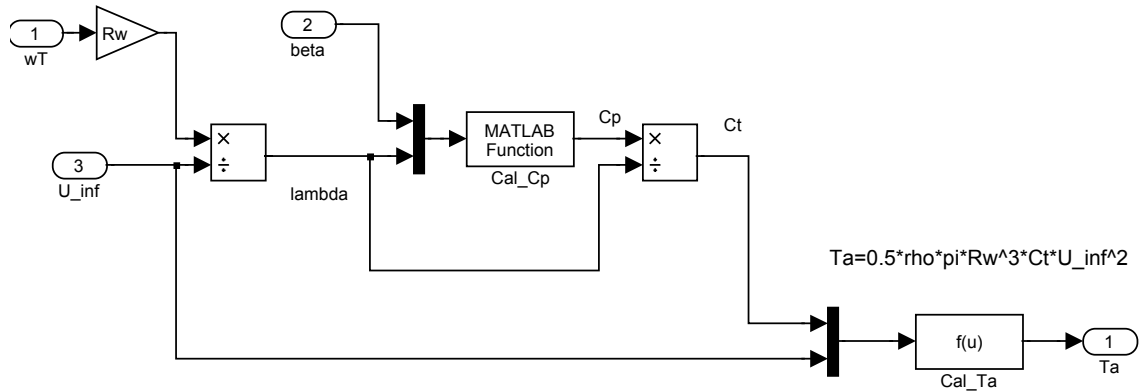 1
wT
Rw
2
beta
3
U_inf
×
÷
lambda
MATLAB
Function
Cal_Cp
Cp
×
÷
Ct
Ta=0.5*rho*pi*Rw^3*Ct*U_inf^2
f(u)
Cal_Ta
1
Ta